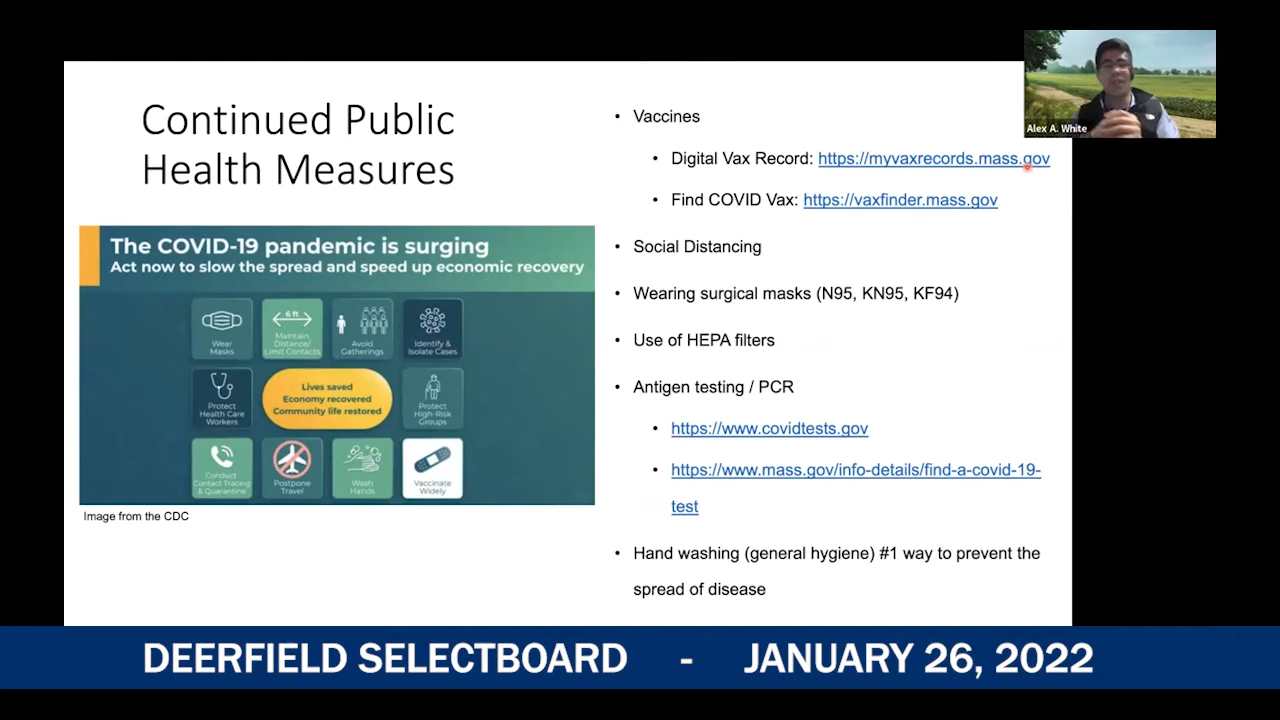 Continued Public
Health Measures
The COVID-19 pandemic is surging
Act now to slow the spread and speed up economic recovery
Wear
Masks
6 ft
Maintain
Distance/
Limit Contacts
Avoid
Gatherings
Identify &
Isolate Cases
Protect
Health Care
Workers
Lives saved
Economy recovered
Community life restored
Protect
High-Risk
Groups
Conduct
Contact Tracing
& Quarantine
Postpone
Travel
Wash
Hands
Vaccinate
Widely
Image from the CDC
• Vaccines
• Digital Vax Record: https://myvaxrecords.mass.gov
• Find COVID Vax: https://vaxfinder.mass.gov
• Social Distancing
• Wearing surgical masks (N95, KN95, KF94)
• Use of HEPA filters
• Antigen testing / PCR
• https://www.covidtests.gov
• https://www.mass.gov/info-details/find-a-covid-19-
test
• Hand washing (general hygiene) #1 way to prevent the
spread of disease
Alex A. White
DEERFIELD SELECTBOARD - JANUARY 26, 2022